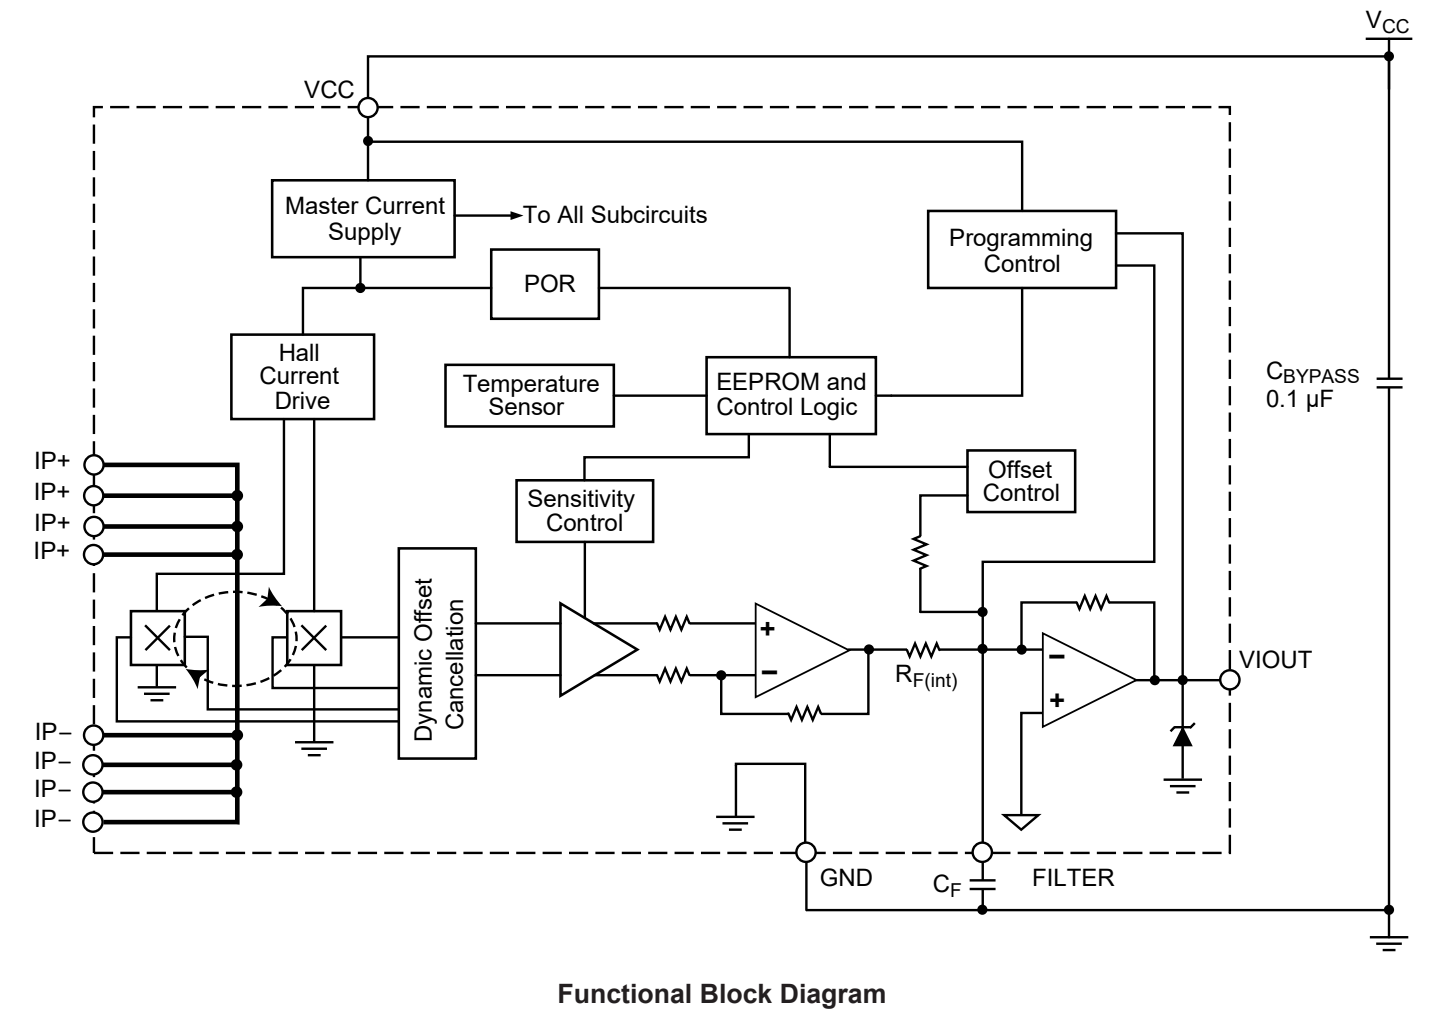 VCC
VCC
Master Current
Supply
To All Subcircuits
Programming
Control
POR
Hall
Current
Drive
Temperature
Sensor
EEPROM and
Control Logic
CBYPASS
0.1 µF
IP+
IP+
IP+
IP+
Sensitivity
Control
Offset
Control
Dynamic Offset
Cancellation
+
−
RF(int)
−
+
VIOUT
IP−
IP−
IP−
IP−
GND
CF
FILTER
Functional Block Diagram